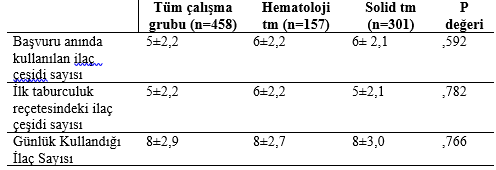 Tüm çalışma Hematoloji Solid tm P
grubu (n=458) tm (n=157) (n=301) değeri
Başvuru anında 5±2,2 6±2,2 6± 2,1 ,592
kullanılan ilaç
çeşidi sayısı
İlk taburculuk 5±2,2 6±2,2 5±2,1 ,782
reçetesindeki ilaç
çeşidi sayısı
Günlük Kullandığı 8±2,9 8±2,7 8±3,0 ,766
İlaç Sayısı